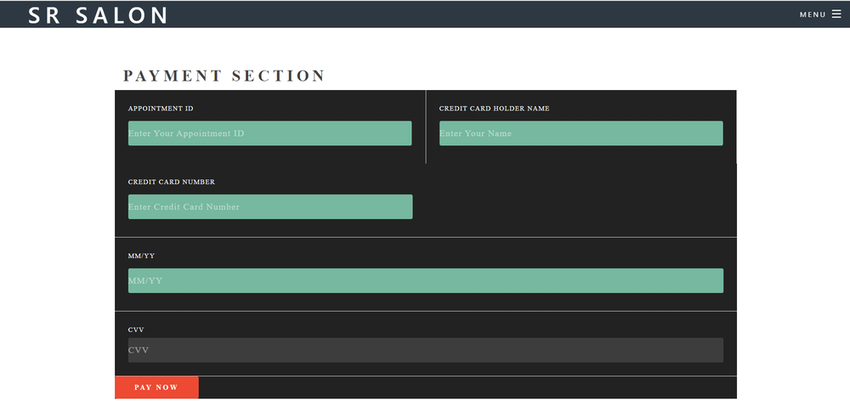 SR SALON
MENU
PAYMENT SECTION
APPOINTMENT ID
Enter Your Appointment ID
CREDIT CARD HOLDER NAME
Enter Your Name
CREDIT CARD NUMBER
Enter Credit Card Number
MM/YY
MM/YY
CVV
CVV
PAY NOW